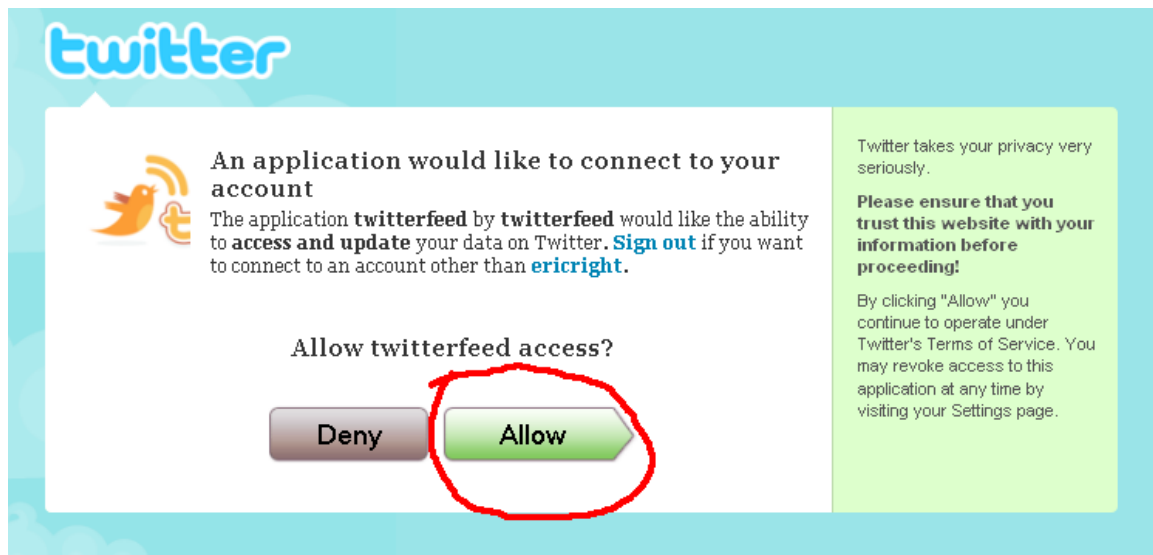 twitter
An application would like to connect to your
account
The application twitterfeed by twitterfeed would like the ability
to access and update your data on Twitter. Sign out if you want
to connect to an account other than ericright.
Allow twitterfeed access?
Deny
Allow
Twitter takes your privacy very
seriously.
Please ensure that you
trust this website with your
information before
proceeding!
By clicking "Allow" you
continue to operate under
Twitter's Terms of Service. You
may revoke access to this
application at any time by
visiting your Settings page.